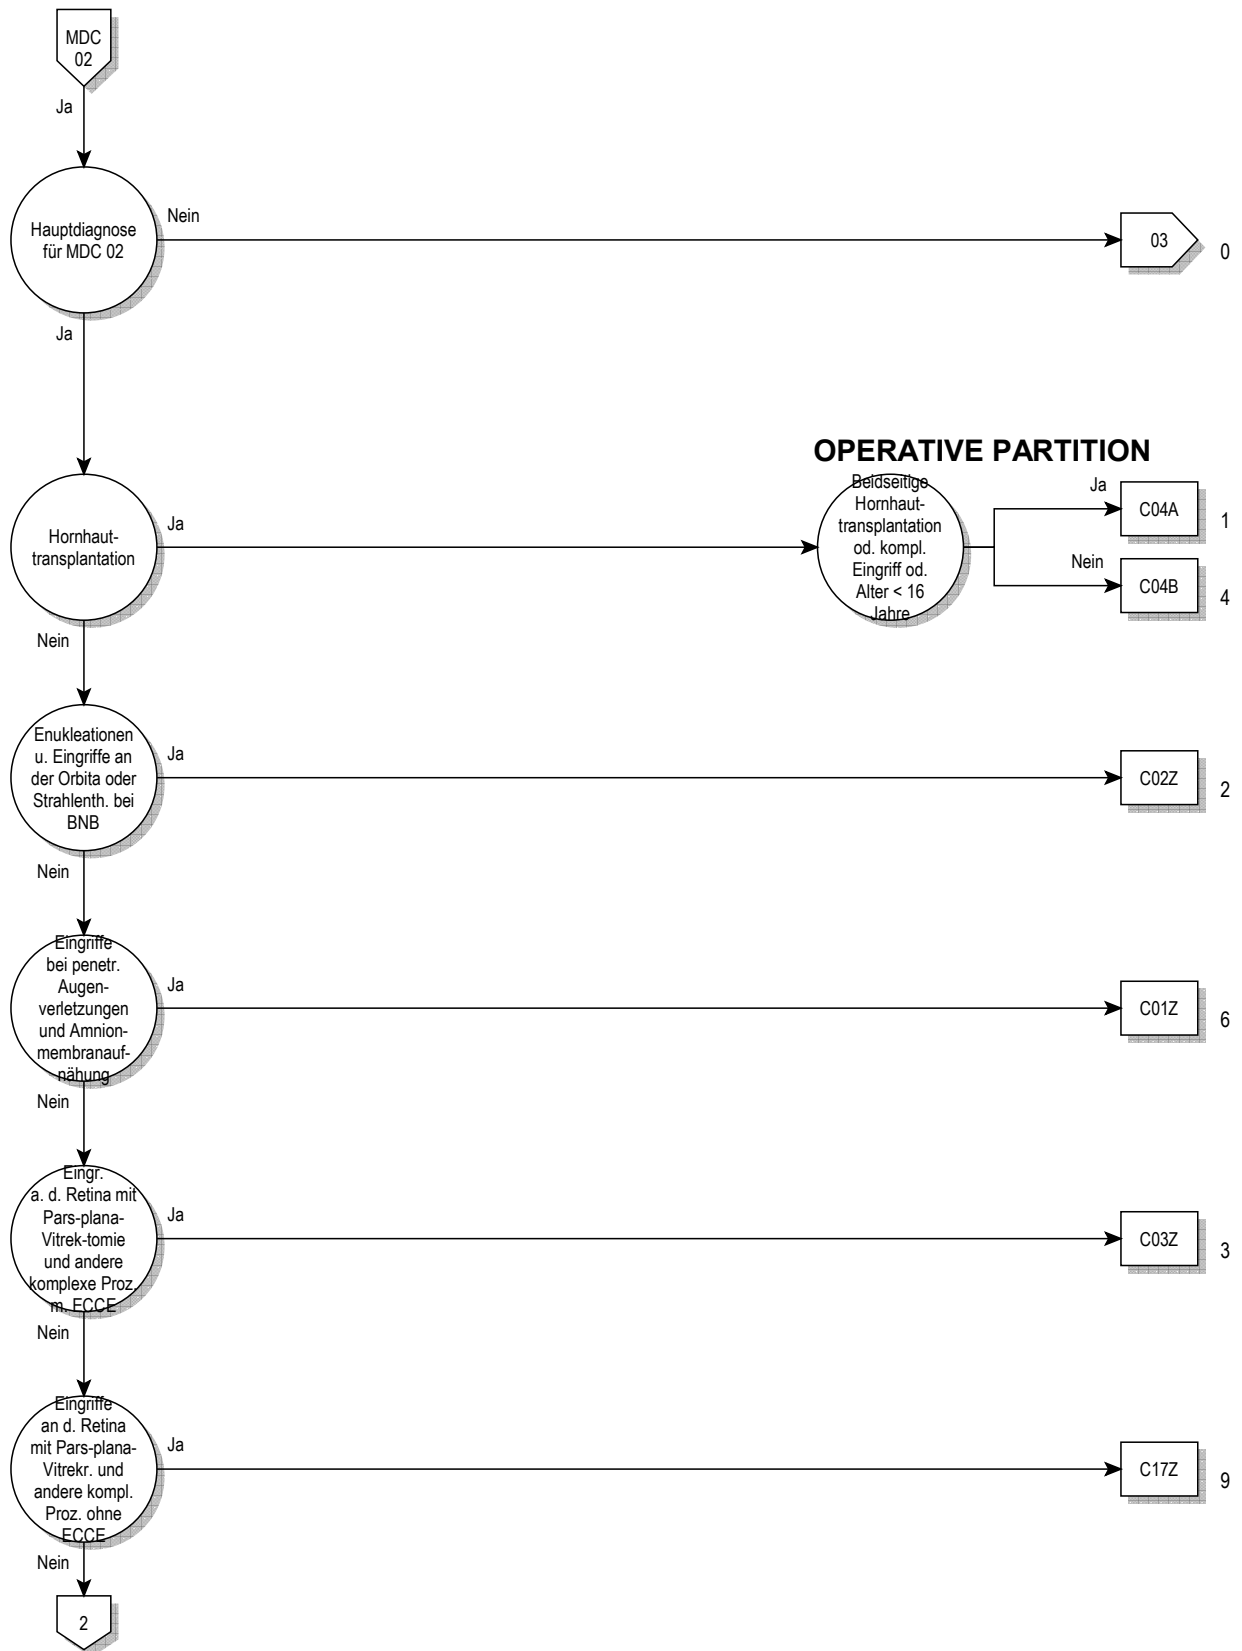 MDC
02
Ja
Hauptdiagnose
für MDC 02
Nein
03
0
Ja
OPERATIVE PARTITION
Hornhaut-
transplantation
Ja
Beidseitige
Hornhaut-
transplantation
od. kompl.
Eingriff od.
Alter < 16
Jahre
Ja
C04A
1
Nein
C04B
4
Nein
Enukleationen
u. Eingriffe an
der Orbita oder
Strahlenth. bei
BNB
Ja
C02Z
2
Nein
Eingriffe
bei penetr.
Augen-
verletzungen
und Amnion-
membranauf-
nähung
Ja
C01Z
6
Nein
Eingr.
a. d. Retina mit
Pars-plana-
Vitrek-tomie
und andere
komplexe Proz.
m. ECCE
Ja
C03Z
3
Nein
Eingriffe
an d. Retina
mit Pars-plana-
Vitrekr. und
andere kompl.
Proz. ohne
ECCE
Ja
C17Z
9
Nein
2